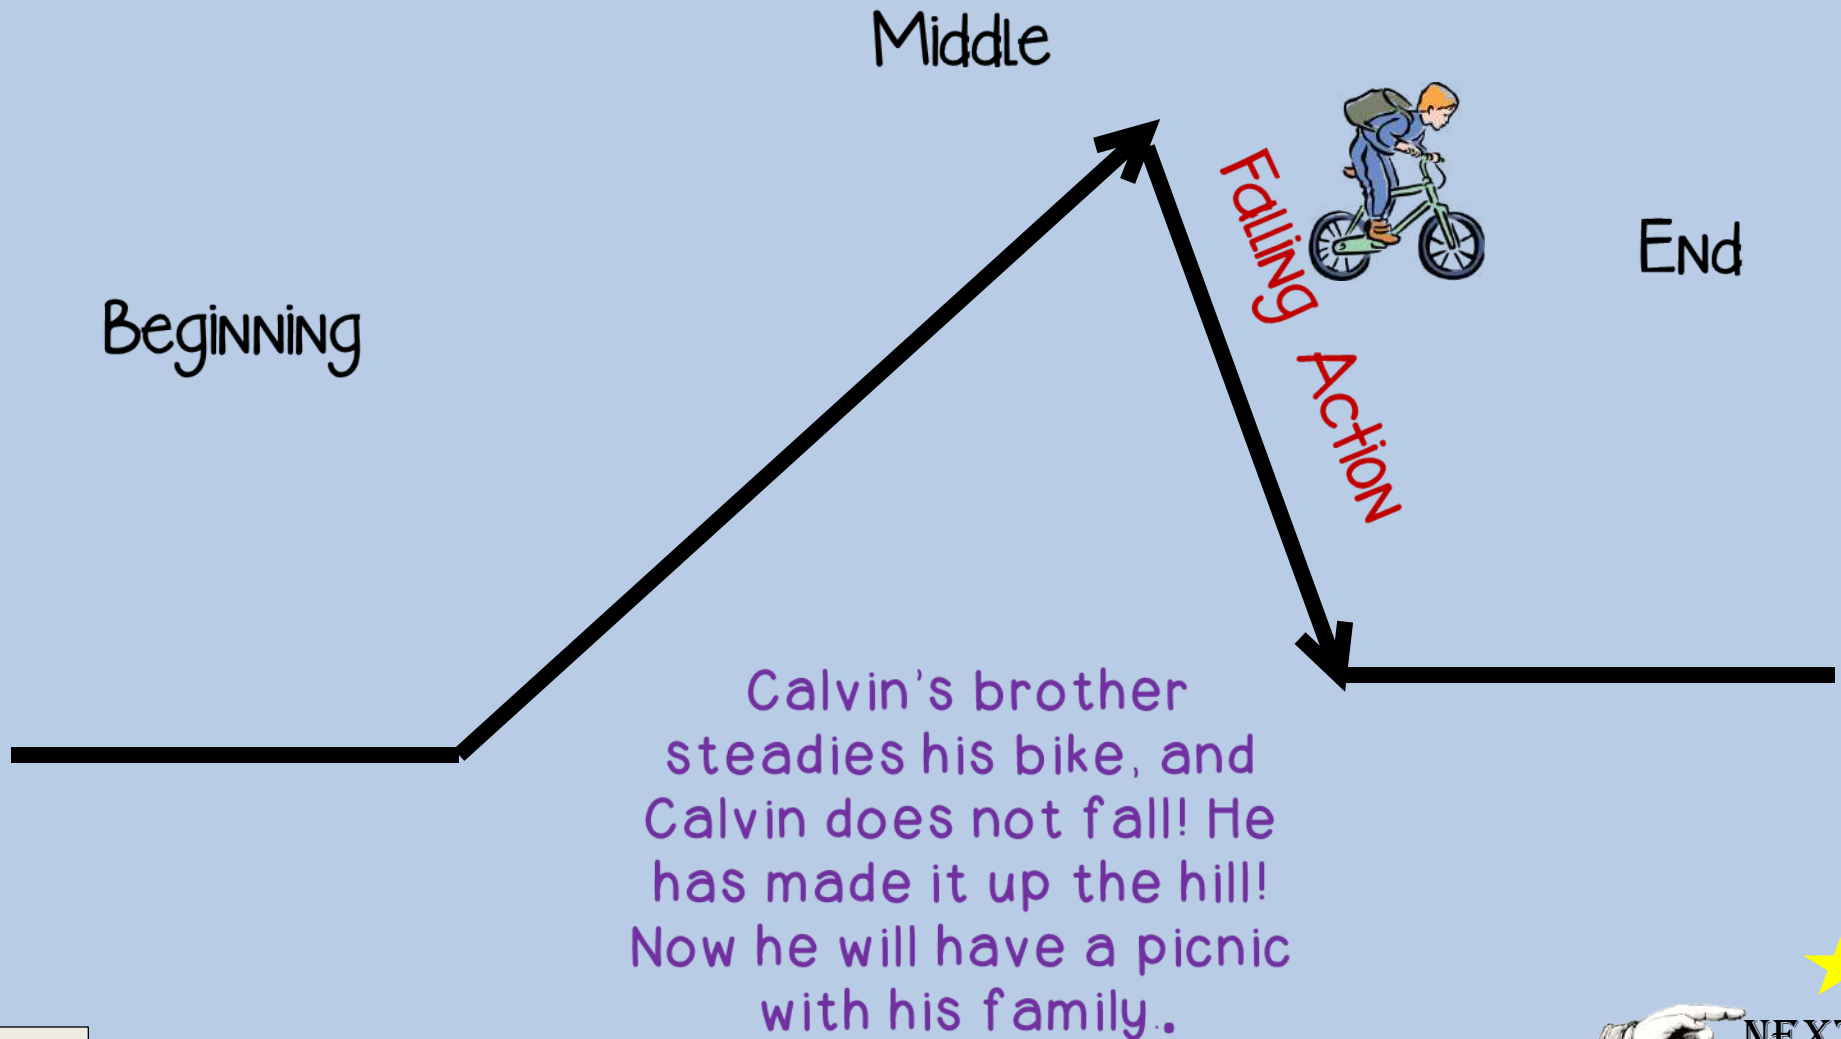 Middle
Falling Action
End
Beginning
Calvin's brother
steadies his bike, and
Calvin does not fall! He
has made it up the hill!
Now he will have a picnic
with his family..
NEXT